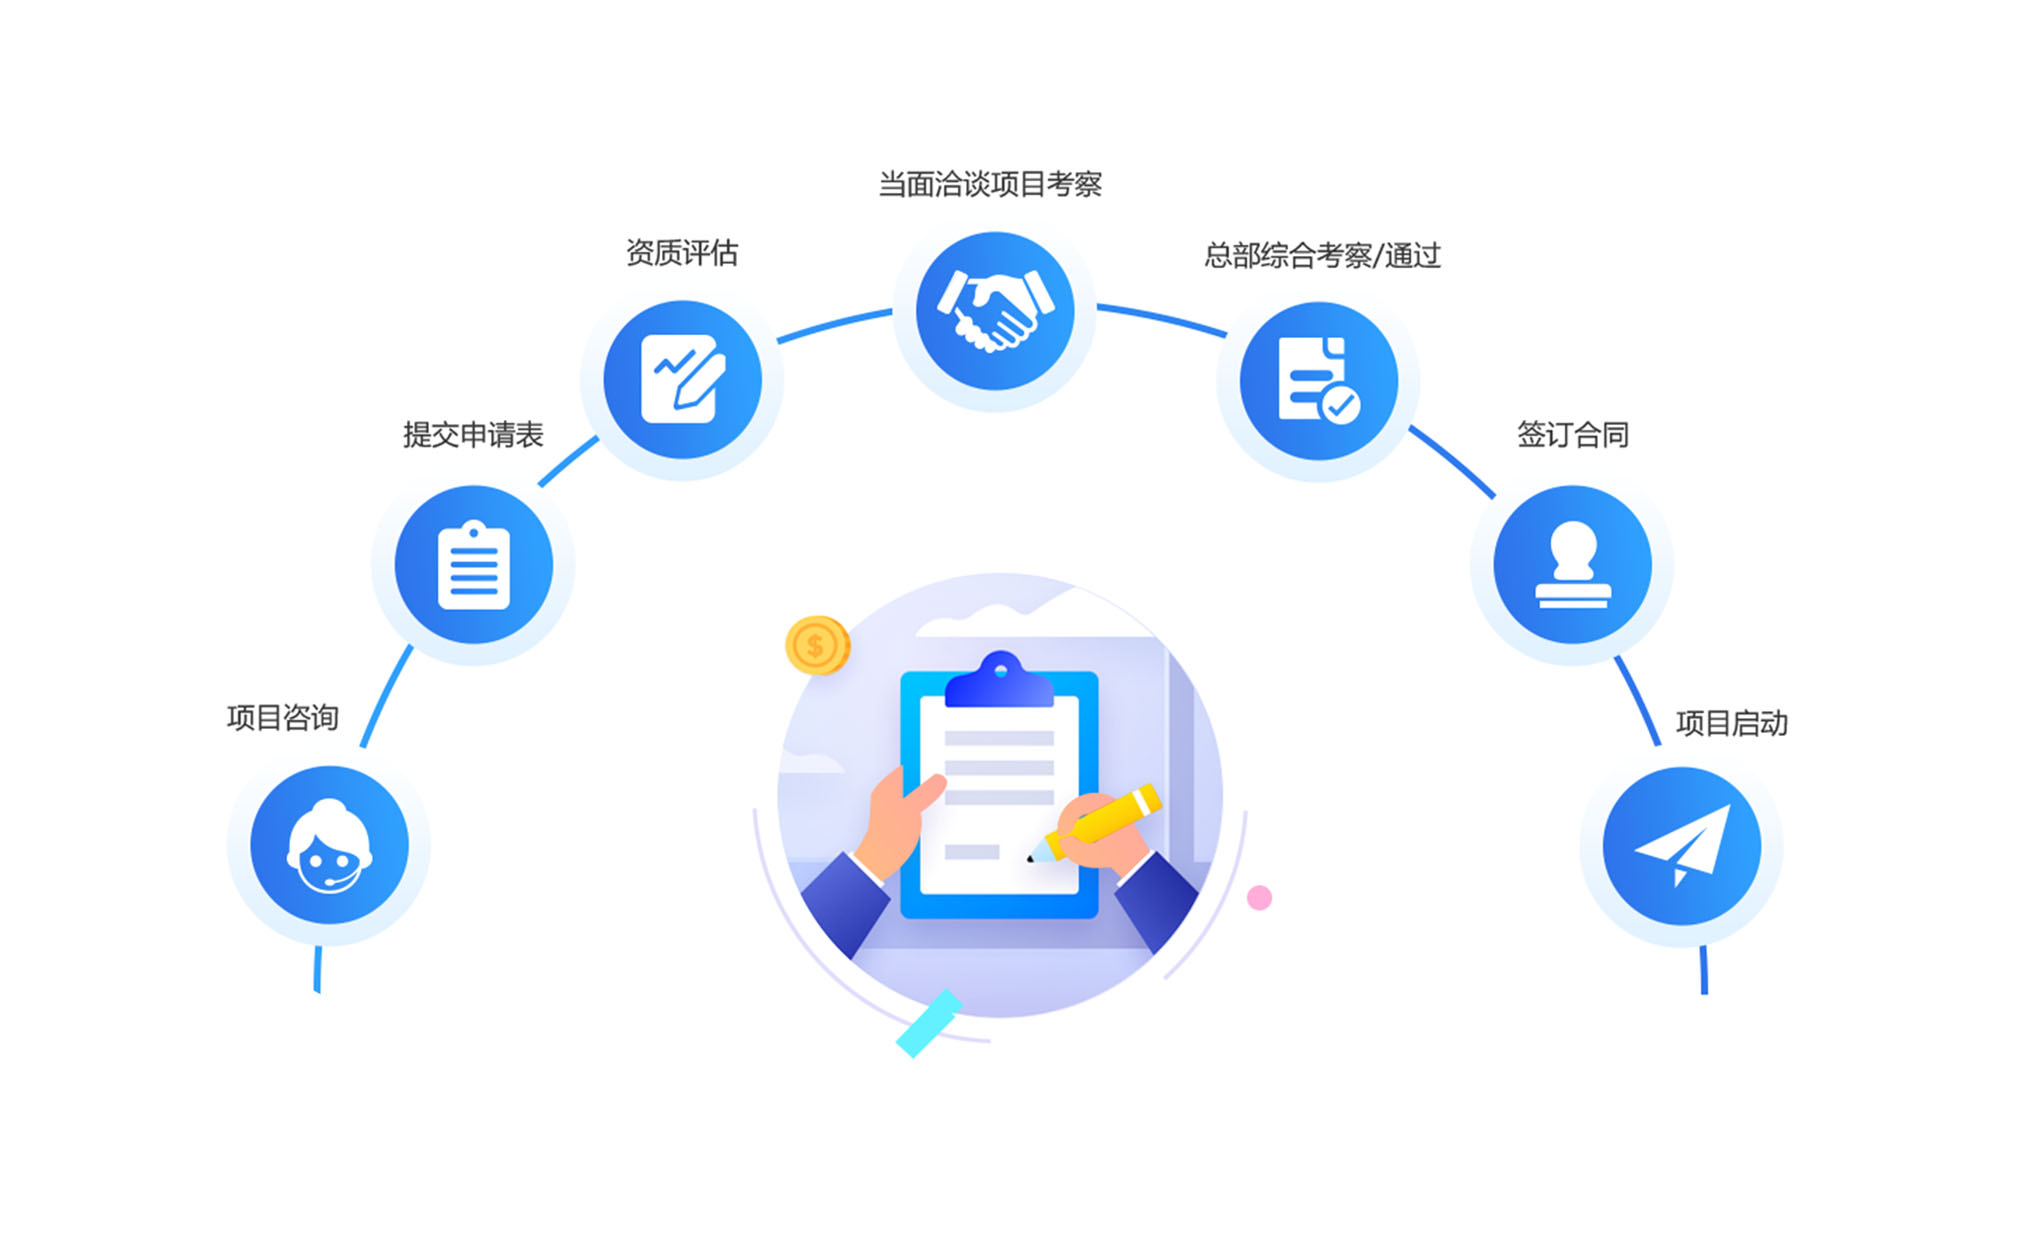 项目咨询
提交申请表
资质评估
当面洽谈项目考察
总部综合考察/通过
签订合同
项目启动
$